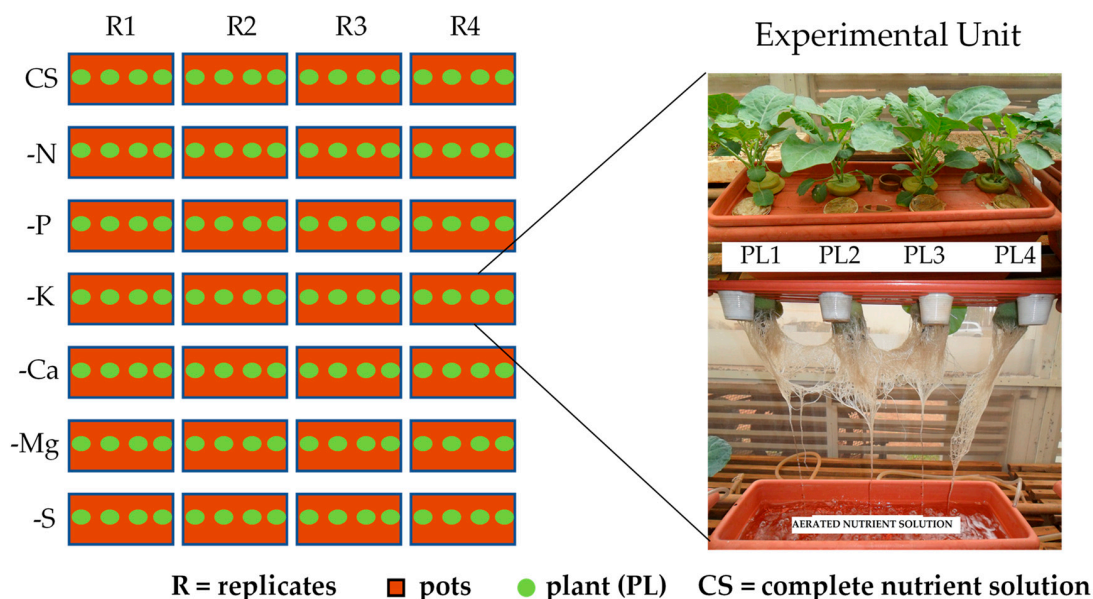 R1 R2 R3 R4
Experimental Unit
CS
-N
-P
-K
-Ca
-Mg
-S
PL1 PL2 PL3 PL4
AERATED NUTRIENT SOLUTION
R = replicates pots plant (PL) CS = complete nutrient solution